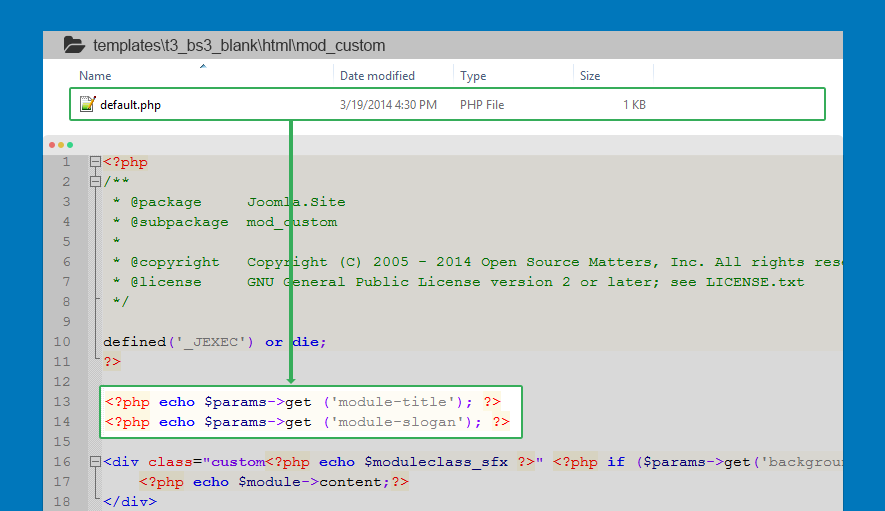 templates\t3_bs3_blank\html\mod_custom
Name Date modified Type Size
default.php 3/19/2014 4:30 PM PHP File 1 KB
1 <?php
2 /**
3 * @package Joomla.Site
4 * @subpackage mod_custom
5 *
6 * @copyright Copyright (C) 2005 - 2014 Open Source Matters, Inc. All rights
7 * @license GNU General Public License version 2 or later; see LICENSE.txt
8 */
9
10 defined('_JEXEC') or die;
11 ?>
12
13 <?php echo $params->get ('module-title'); ?>
14 <?php echo $params->get ('module-slogan'); ?>
15
16 <div class="custom<?php echo $moduleclass_sfx ?>" <?php if ($params->get('backgrou
17 <?php echo $module->content;?>
18 </div>